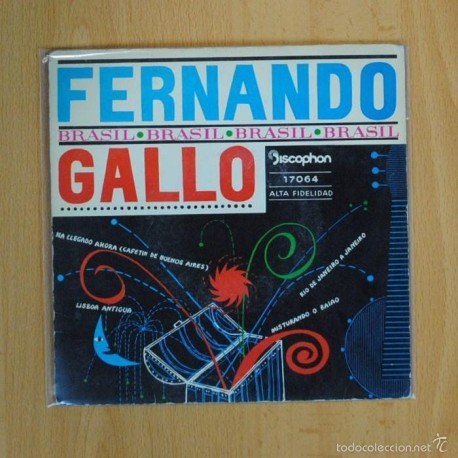 FERNANDO
BRASIL • BRASIL • BRASIL • BRASIL
GALLO
Discophon
17064
ALTA FIDELIDAD
HA LLEGADO AHORA (CAFETIN DE BUENOS AIRES)
RIO DE JANEIRO A JANEIRO
LISBOA ANTIGUA
MISTURANDO O BAIAO
todocoleccion.net